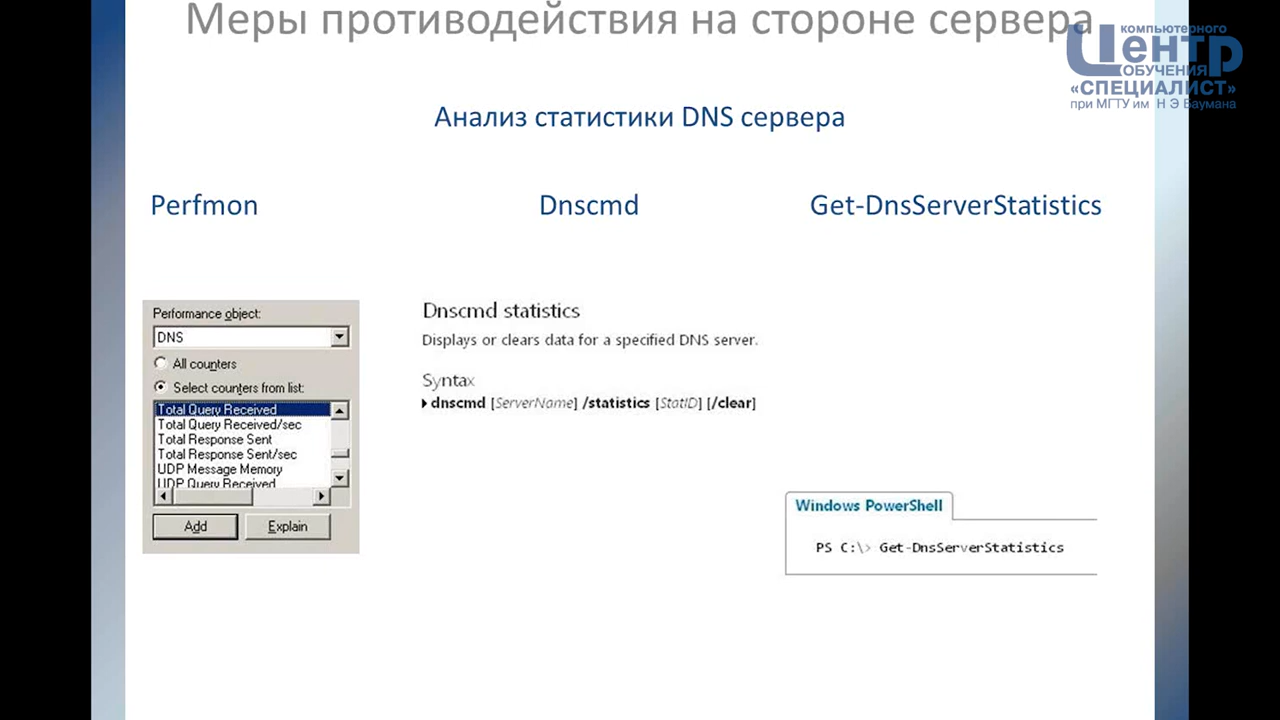 Меры противодействия на стороне сервера
компьютерного
Центр
ОБУЧЕНИЯ
«СПЕЦИАЛИСТ»
при МГТУ им Н Э Баумана
Анализ статистики DNS сервера
Perfmon
Dnscmd
Get-DnsServerStatistics
Performance object:
DNS
All counters
Select counters from list:
Total Query Received
Total Query Received/sec
Total Response Sent
Total Response Sent/sec
UDP Message Memory
UDP Query Received
Add
Explain
Dnscmd statistics
Displays or clears data for a specified DNS server.
Syntax
dnscmd [ServerName] /statistics [StatID] [/clear]
Windows PowerShell
PS C:\> Get-DnsServerStatistics